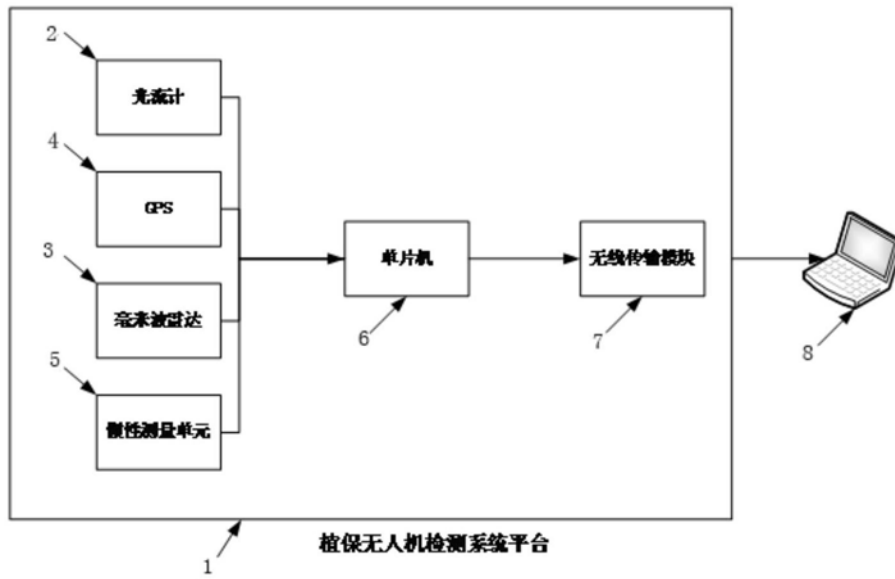 2
光流计
4
GPS
3
毫米波雷达
5
惯性测量单元
单片机
6
无线传输模块
7
8
1
植保无人机检测系统平台